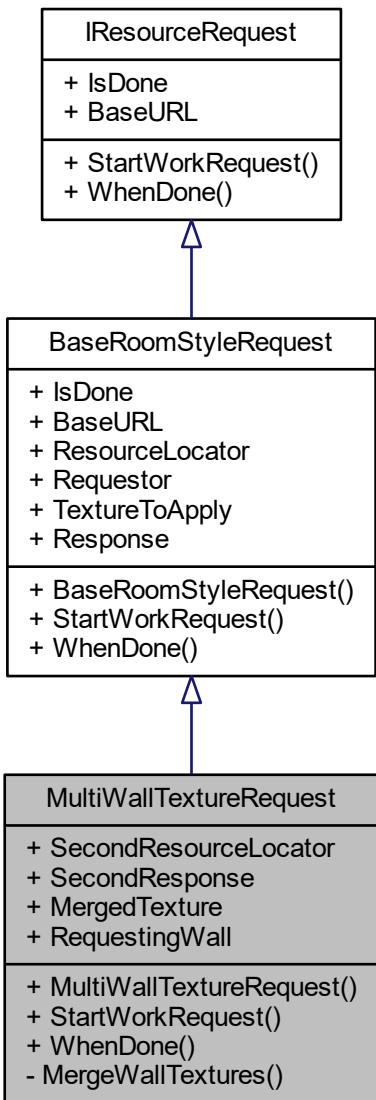 IResourceRequest
+ IsDone
+ BaseURL
+ StartWorkRequest()
+ WhenDone()
BaseRoomStyleRequest
+ IsDone
+ BaseURL
+ ResourceLocator
+ Requestor
+ TextureToApply
+ Response
+ BaseRoomStyleRequest()
+ StartWorkRequest()
+ WhenDone()
MultiWallTextureRequest
+ SecondResourceLocator
+ SecondResponse
+ MergedTexture
+ RequestingWall
+ MultiWallTextureRequest()
+ StartWorkRequest()
+ WhenDone()
- MergeWallTextures()